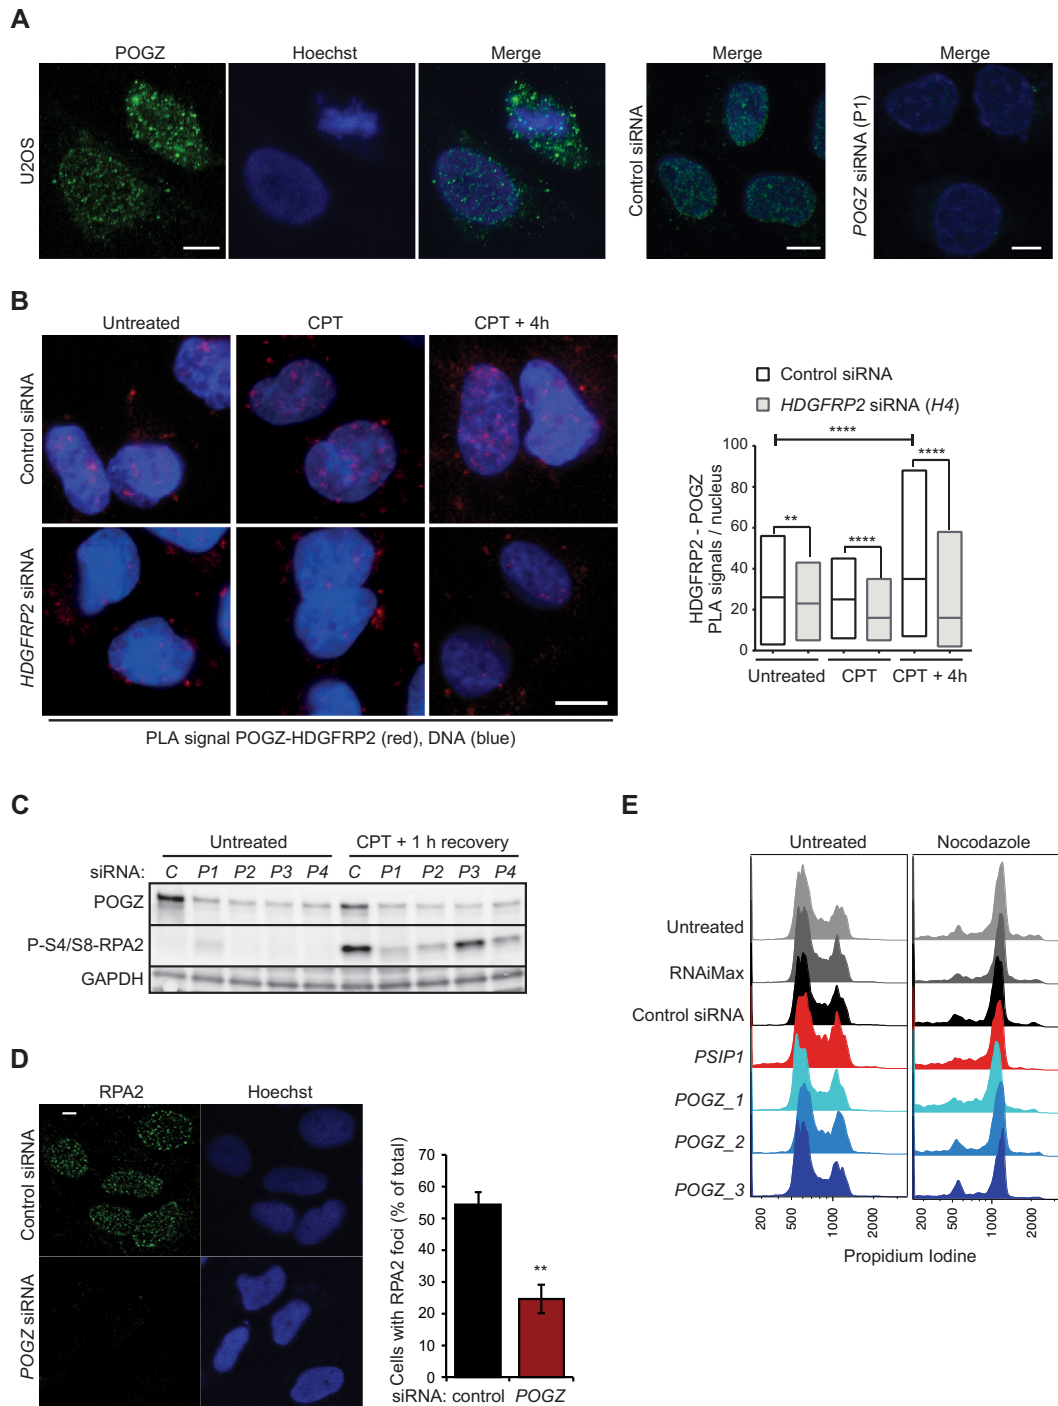 A
POGZ
Hoechst
Merge
Merge
Merge
U2OS
Control siRNA
POGZ siRNA (P1)
B
Untreated
CPT
CPT + 4h
Control siRNA
HDGFRP2 siRNA
PLA signal POGZ-HDGFRP2 (red), DNA (blue)
Control siRNA
HDGFRP2 siRNA (H4)
HDGFRP2 - POGZ
PLA signals / nucleus
100
80
60
40
20
0
****
**
****
****
Untreated
CPT
CPT + 4h
C
Untreated
CPT + 1 h recovery
siRNA: C P1 P2 P3 P4 C P1 P2 P3 P4
POGZ
P-S4/S8-RPA2
GAPDH
D
RPA2
Hoechst
Control siRNA
POGZ siRNA
Cells with RPA2 foci (% of total)
70
60
50
40
30
20
10
0
**
siRNA: control POGZ
E
Untreated
Nocodazole
Untreated
RNAiMax
Control siRNA
PSIP1
POGZ_1
POGZ_2
POGZ_3
200 500 1000 2000
200 500 1000 2000
Propidium Iodine